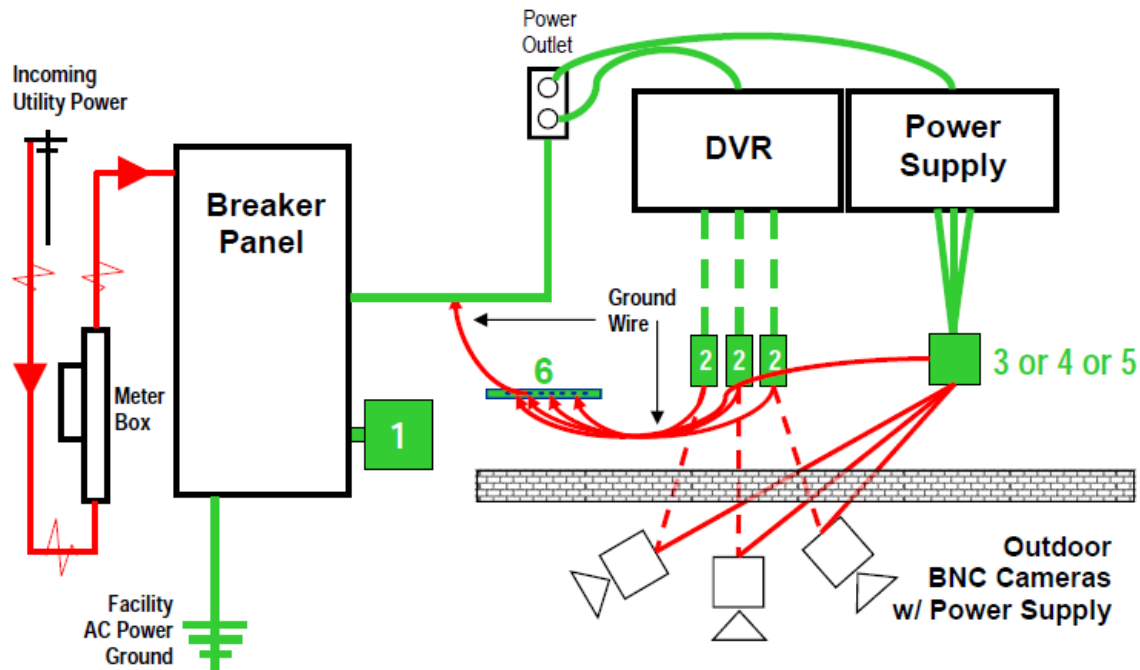 Incoming
Utility Power
Power
Outlet
DVR
Power
Supply
Breaker
Panel
Ground
Wire
2
2
2
3 or 4 or 5
6
Meter
Box
1
Facility
AC Power
Ground
Outdoor
BNC Cameras
w/ Power Supply